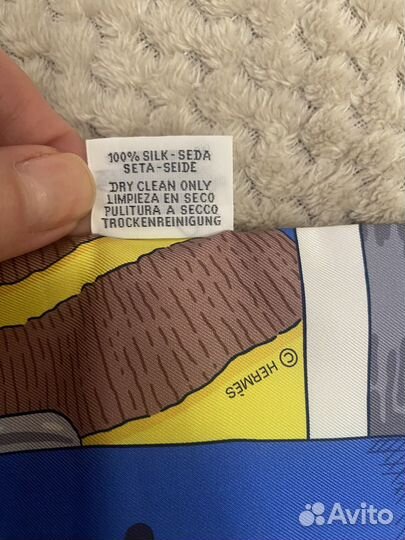 100% SILK - SEDA
SETA - SEIDE
DRY CLEAN ONLY
LIMPIEZA EN SECO
PULITURA A SECCO
TROCKENREINIGUNG
© HERMÈS
Avito